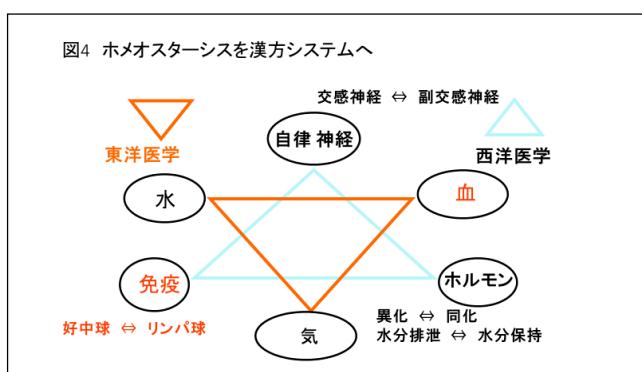 図4 ホメオスターシスを漢方システムへ
交感神経 ⇔ 副交感神経
東洋医学
自律 神経
西洋医学
水
血
免疫
ホルモン
好中球 ⇔ リンパ球
気
異化 ⇔ 同化
水分排泄 ⇔ 水分保持